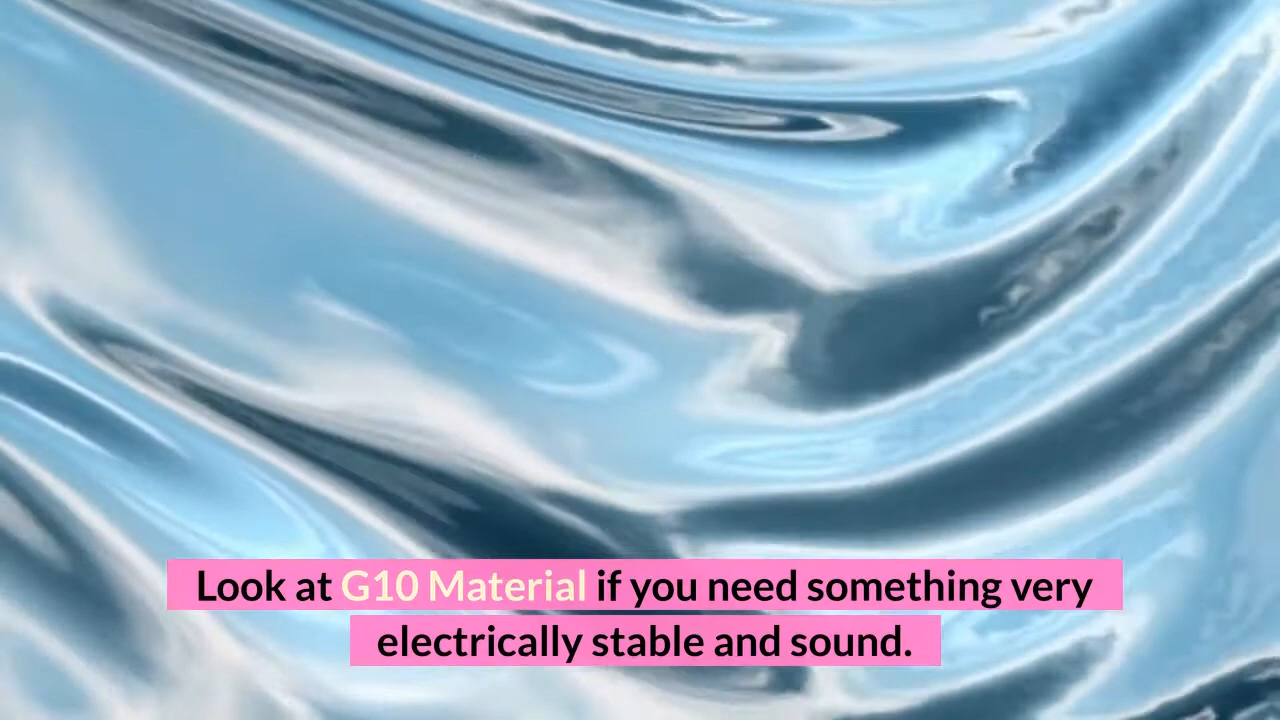 Look at G10 Material if you need something very
electrically stable and sound.